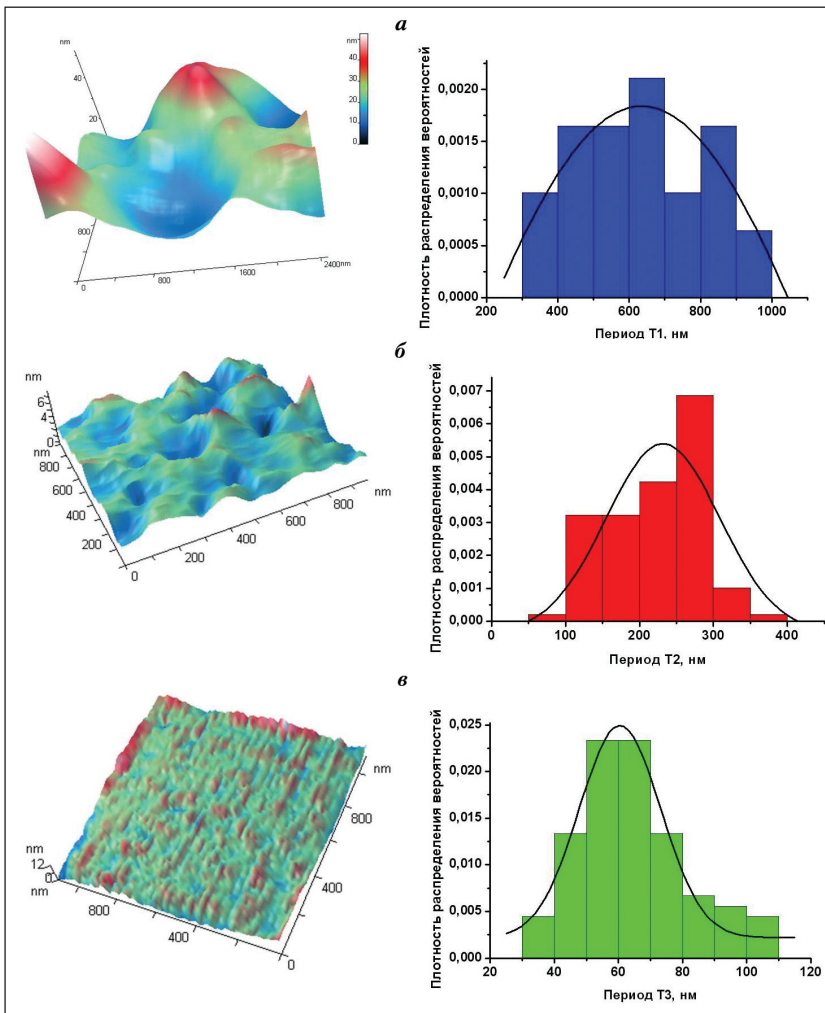 а
nm
40
20
800
0
800
1600
2400nm
nm
40
30
20
10
0
Плотность распределения вероятностей
0,0020
0,0015
0,0010
0,0005
0,0000
200 400 600 800 1000
Период T1, нм
б
nm
6
4
0
800
600
400
200
0
200
400
600
800
nm
Плотность распределения вероятностей
0,007
0,006
0,005
0,004
0,003
0,002
0,001
0,000
0 100 200 300 400
Период T2, нм
в
nm
12
0
nm
800
400
0
400
800
nm
Плотность распределения вероятностей
0,025
0,020
0,015
0,010
0,005
0,000
20 40 60 80 100 120
Период T3, нм